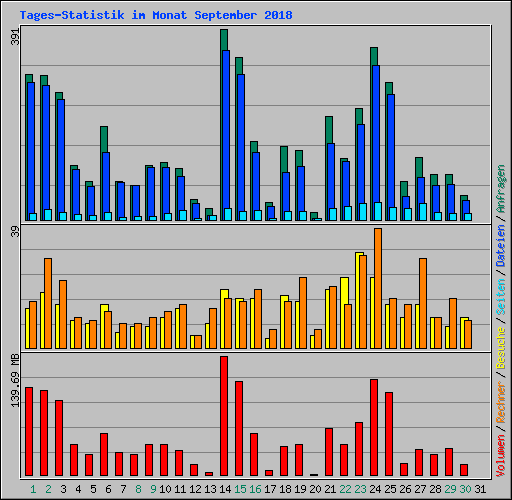 Tages-Statistik im Monat September 2018
391
39
139.69 MB
Volumen / Rechner / Besuche / Seiten / Dateien / Anfragen
1 2 3 4 5 6 7 8 9 10 11 12 13 14 15 16 17 18 19 20 21 22 23 24 25 26 27 28 29 30 31